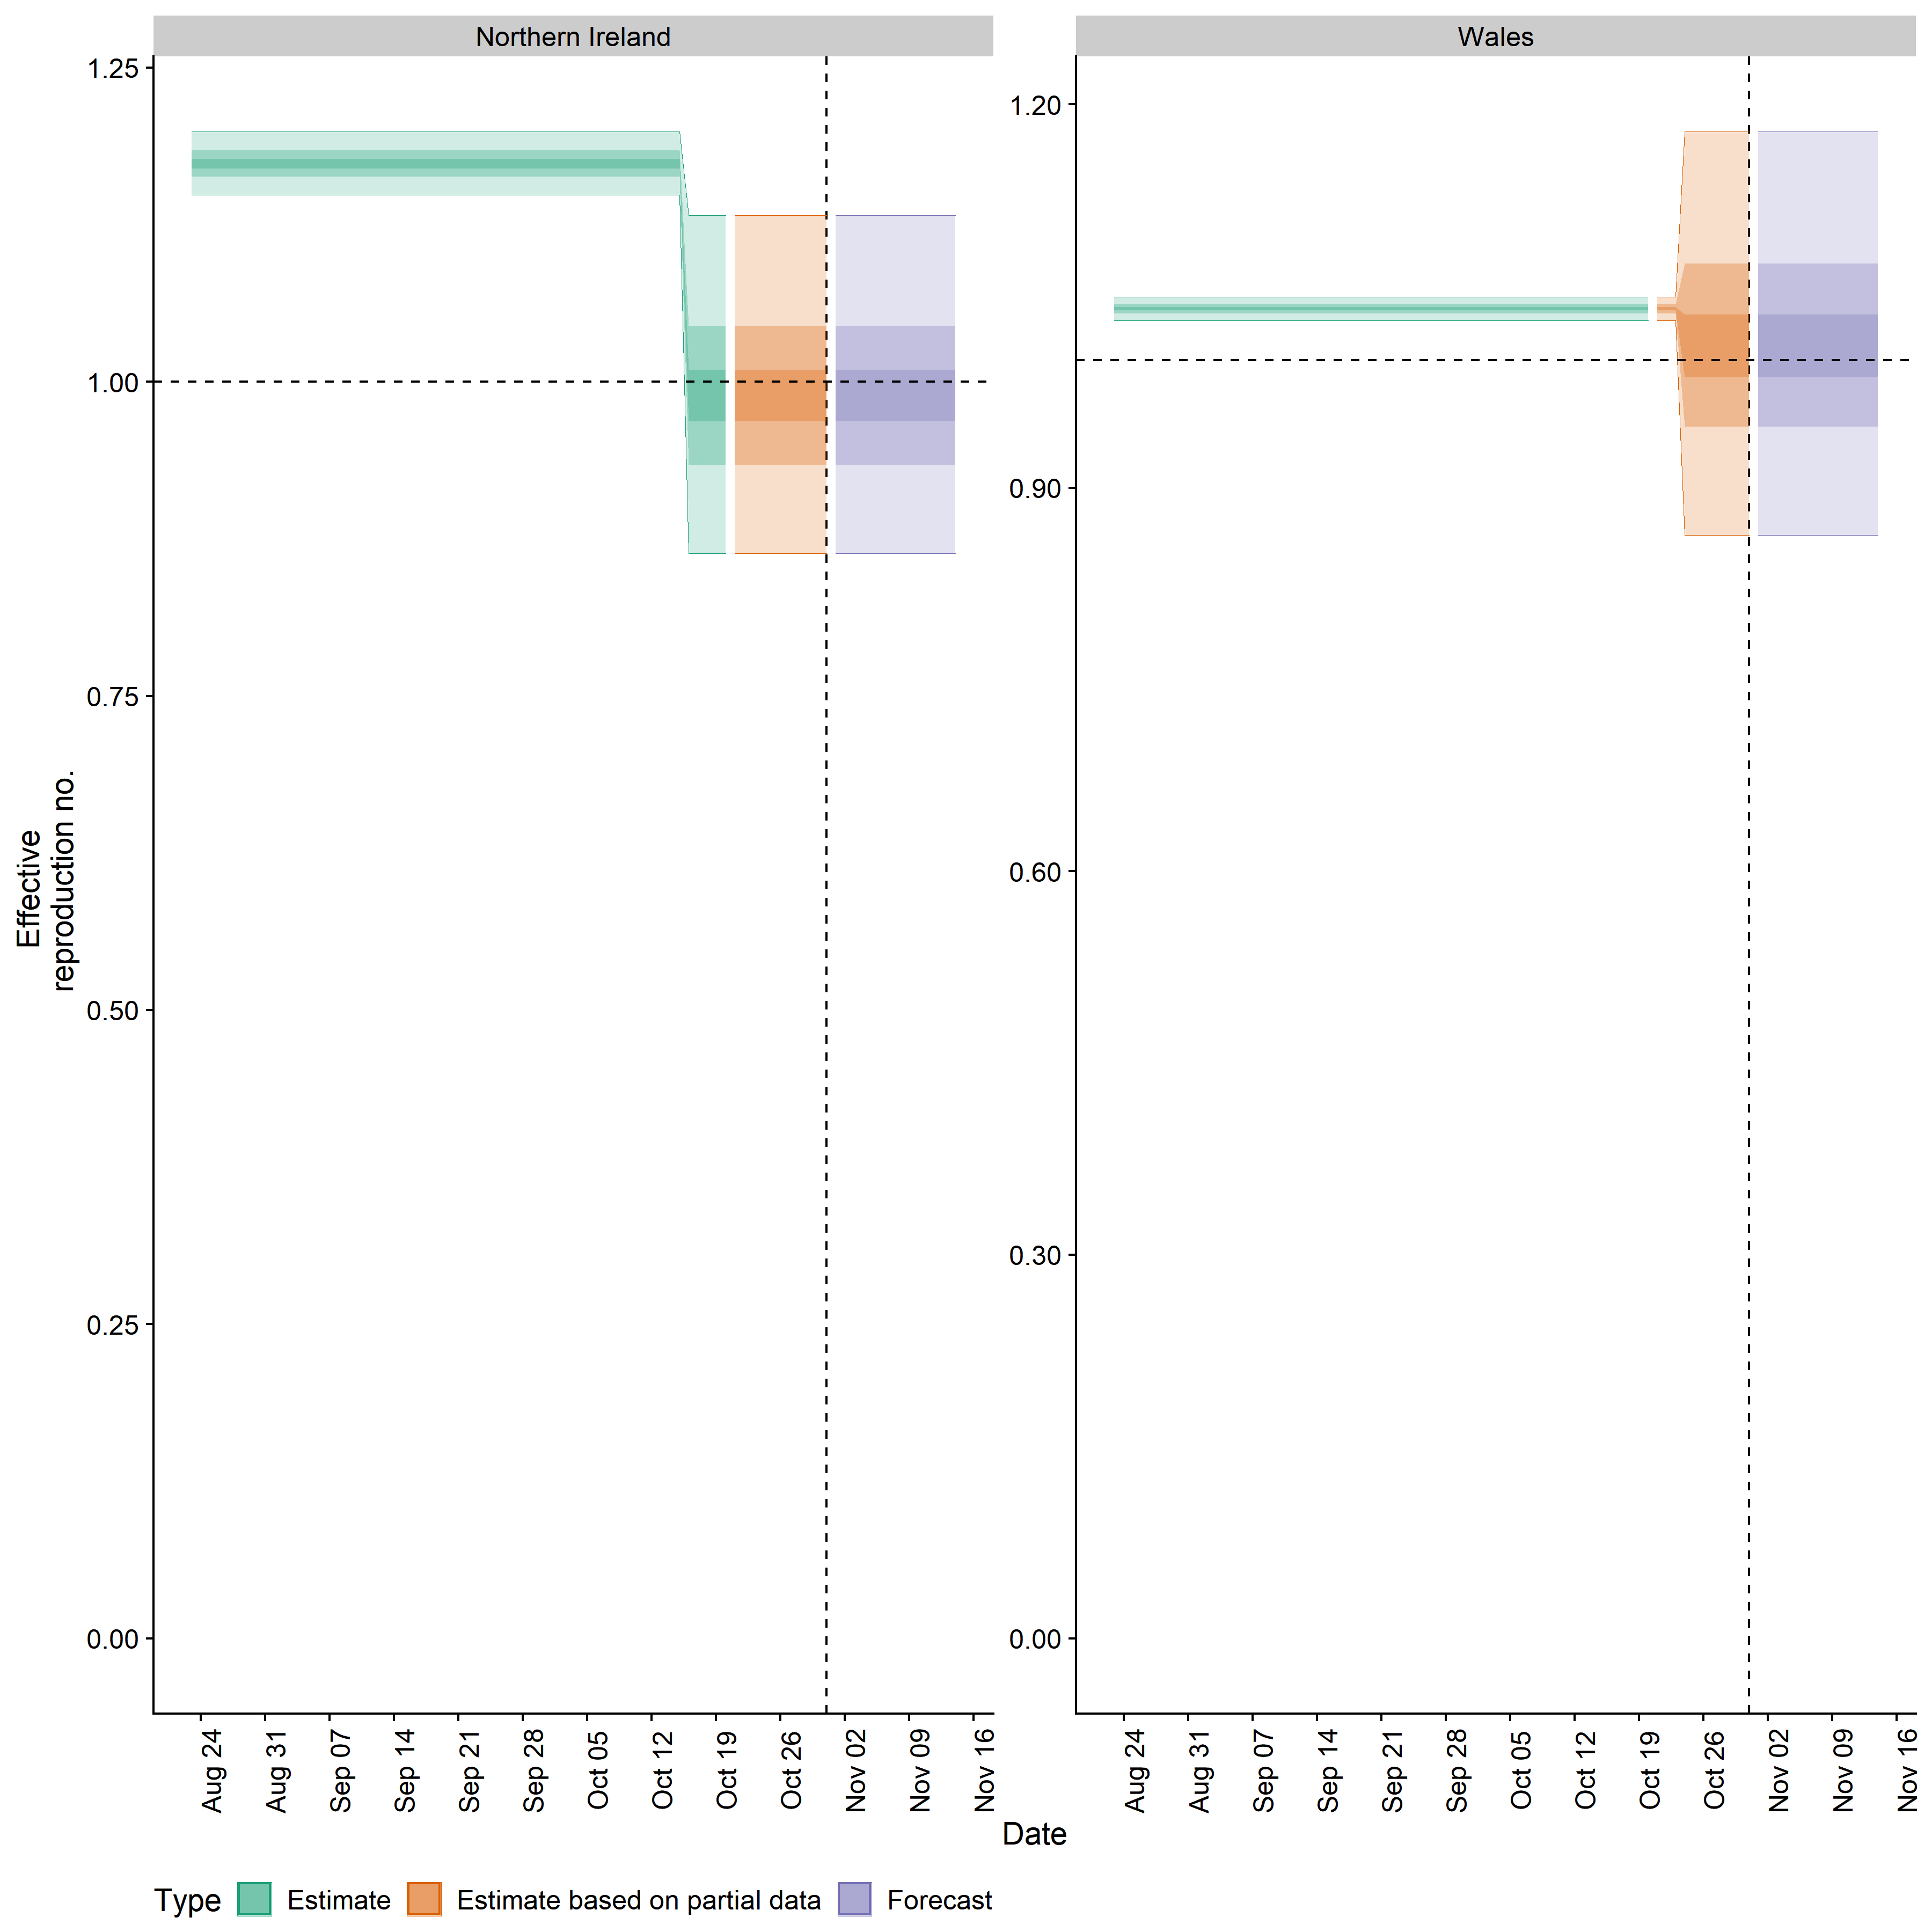 Northern Ireland
Wales
1.25
1.00
0.75
0.50
0.25
0.00
1.20
0.90
0.60
0.30
0.00
Effective
reproduction no.
Aug 24
Aug 31
Sep 07
Sep 14
Sep 21
Sep 28
Oct 05
Oct 12
Oct 19
Oct 26
Nov 02
Nov 09
Nov 16
Aug 24
Aug 31
Sep 07
Sep 14
Sep 21
Sep 28
Oct 05
Oct 12
Oct 19
Oct 26
Nov 02
Nov 09
Nov 16
Date
Type Estimate Estimate based on partial data Forecast